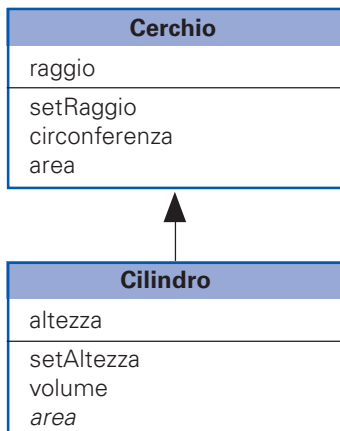 Cerchio
raggio
setRaggio
circonferenza
area
Cilindro
altezza
setAltezza
volume
area